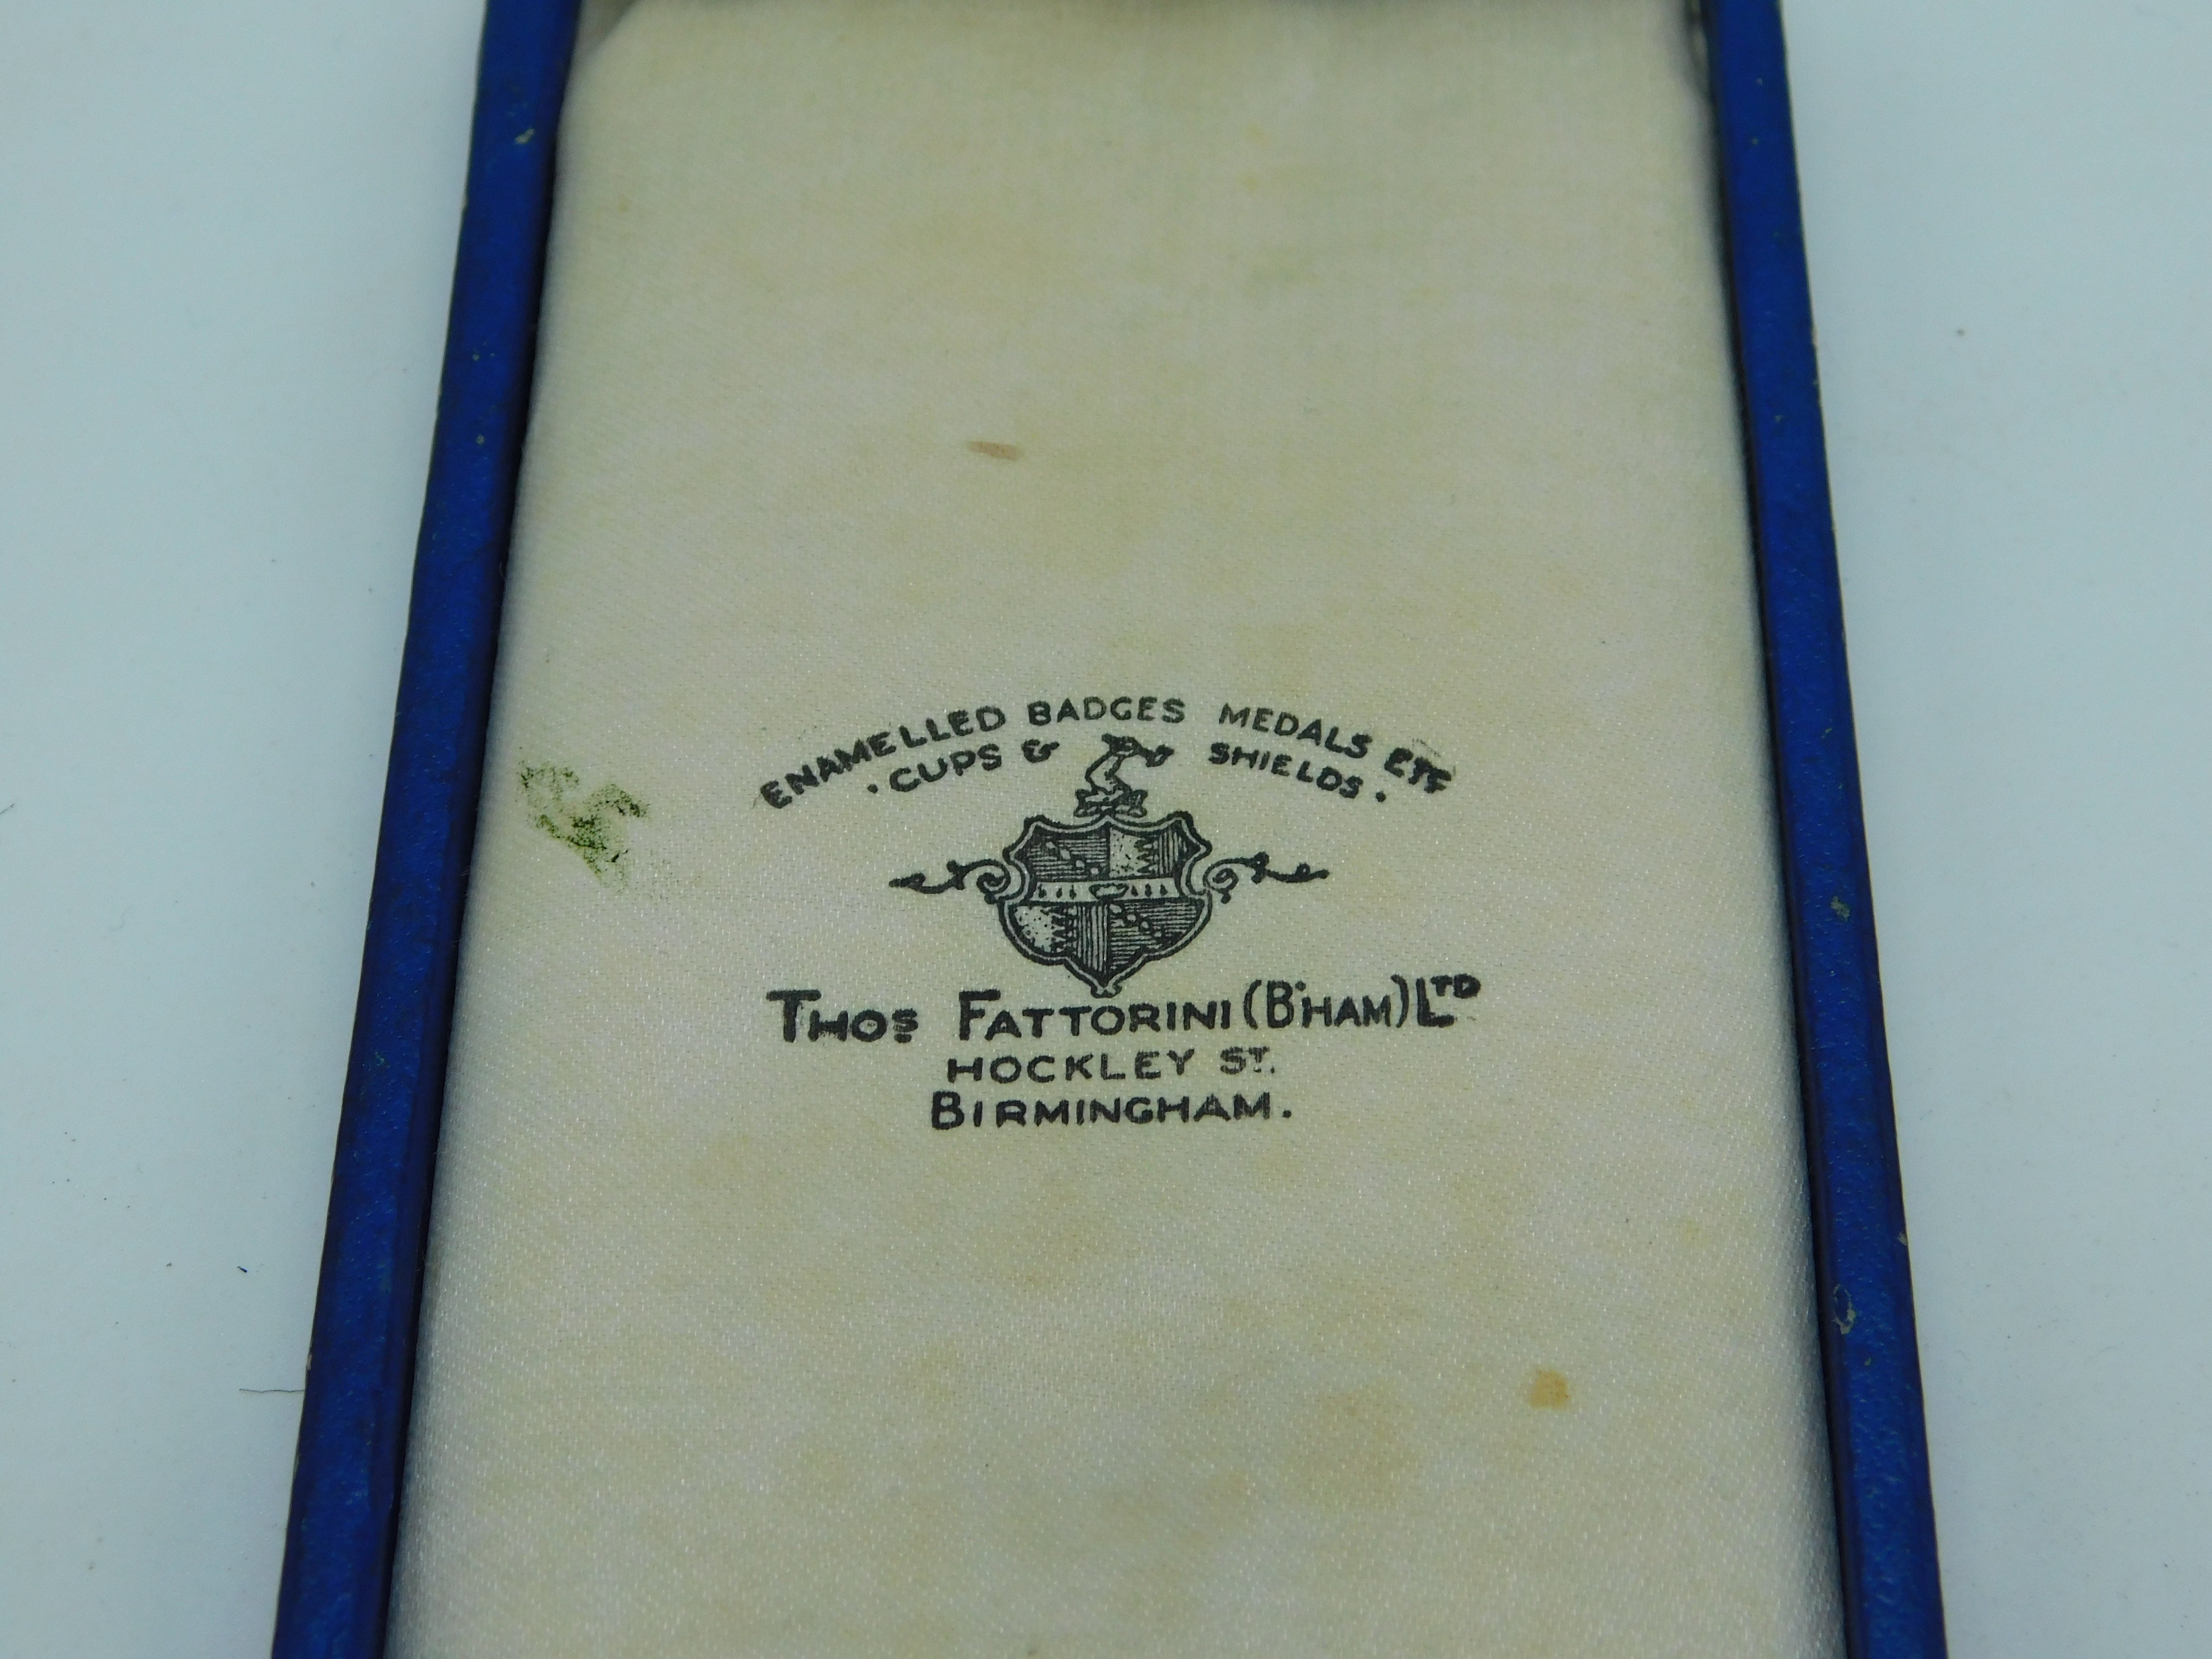 ENAMELLED BADGES MEDALS ETC
· CUPS & SHIELDS ·
THOS FATTORINI (B'HAM) LTD
HOCKLEY ST.
BIRMINGHAM.